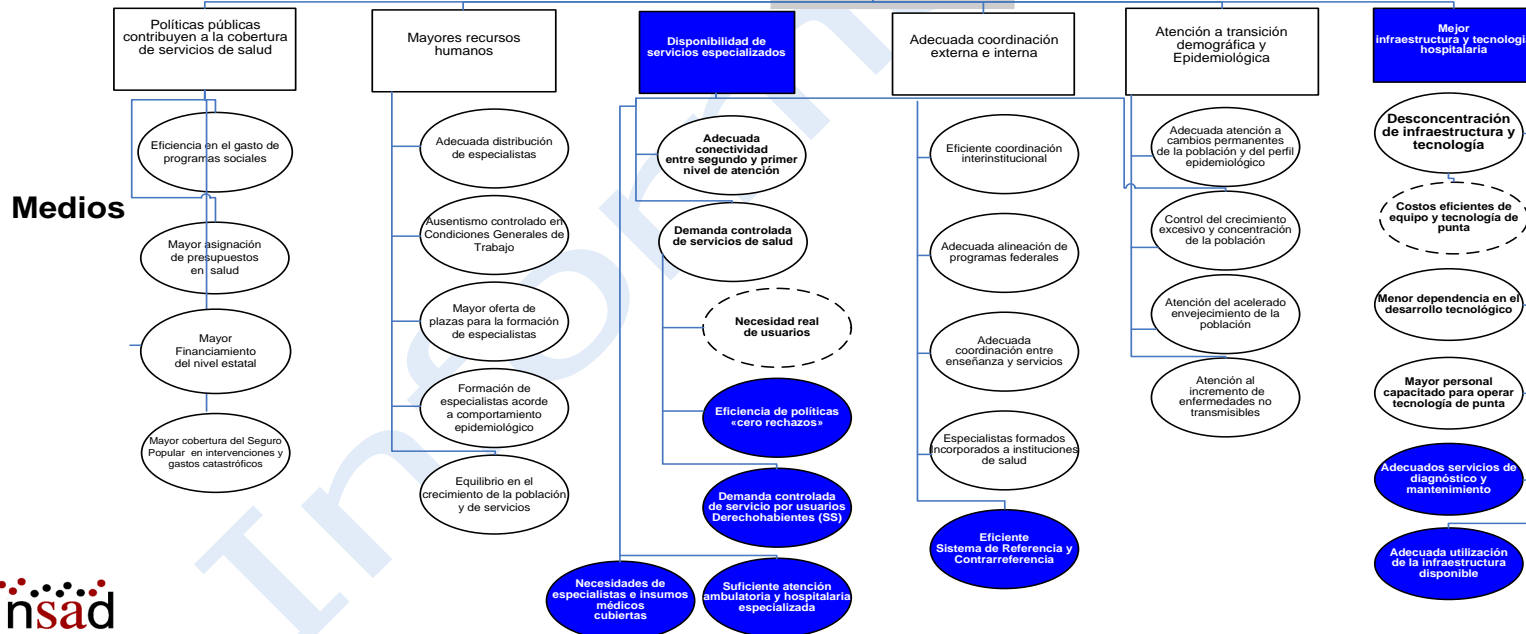 Políticas públicas
contribuyen a la cobertura
de servicios de salud
Eficiencia en el gasto de
programas sociales
Mayor asignación
de presupuestos
en salud
Mayor
Financiamiento
del nivel estatal
Mayor cobertura del Seguro
Popular en intervenciones y
gastos catastróficos
Mayores recursos
humanos
Adecuada distribución
de especialistas
Ausentismo controlado en
Condiciones Generales de
Trabajo
Mayor oferta de
plazas para la formación
de especialistas
Formación de
especialistas acorde
a comportamiento
epidemiológico
Equilibrio en el
crecimiento de la población
y de servicios
Disponibilidad de
servicios especializados
Adecuada
conectividad
entre segundo y primer
nivel de atención
Demanda controlada
de servicios de salud
Necesidad real
de usuarios
Eficiencia de políticas
«cero rechazos»
Demanda controlada
de servicio por usuarios
Derechohabientes (SS)
Necesidades de
especialistas e insumos
médicos
cubiertas
Suficiente atención
ambulatoria y hospitalaria
especializada
Adecuada coordinación
externa e interna
Eficiente coordinación
interinstitucional
Adecuada alineación de
programas federales
Adecuada
coordinación entre
enseñanza y servicios
Especialistas formados
Incorporados a instituciones
de salud
Eficiente
Sistema de Referencia y
Contrarreferencia
Atención a transición
demográfica y
Epidemiológica
Adecuada atención a
cambios permanentes
de la población y del perfil
epidemiológico
Control del crecimiento
excesivo y concentración
de la población
Atención del acelerado
envejecimiento de la
población
Atención al
incremento de
enfermedades no
transmisibles
Mejor
infraestructura y tecnología
hospitalaria
Desconcentración
de infraestructura y
tecnología
Costos eficientes de
equipo y tecnología de
punta
Menor dependencia en el
desarrollo tecnológico
Mayor personal
capacitado para operar
tecnología de punta
Adecuados servicios de
diagnóstico y
mantenimiento
Adecuada utilización
de la infraestructura
disponible
Medios
nsad
Inform